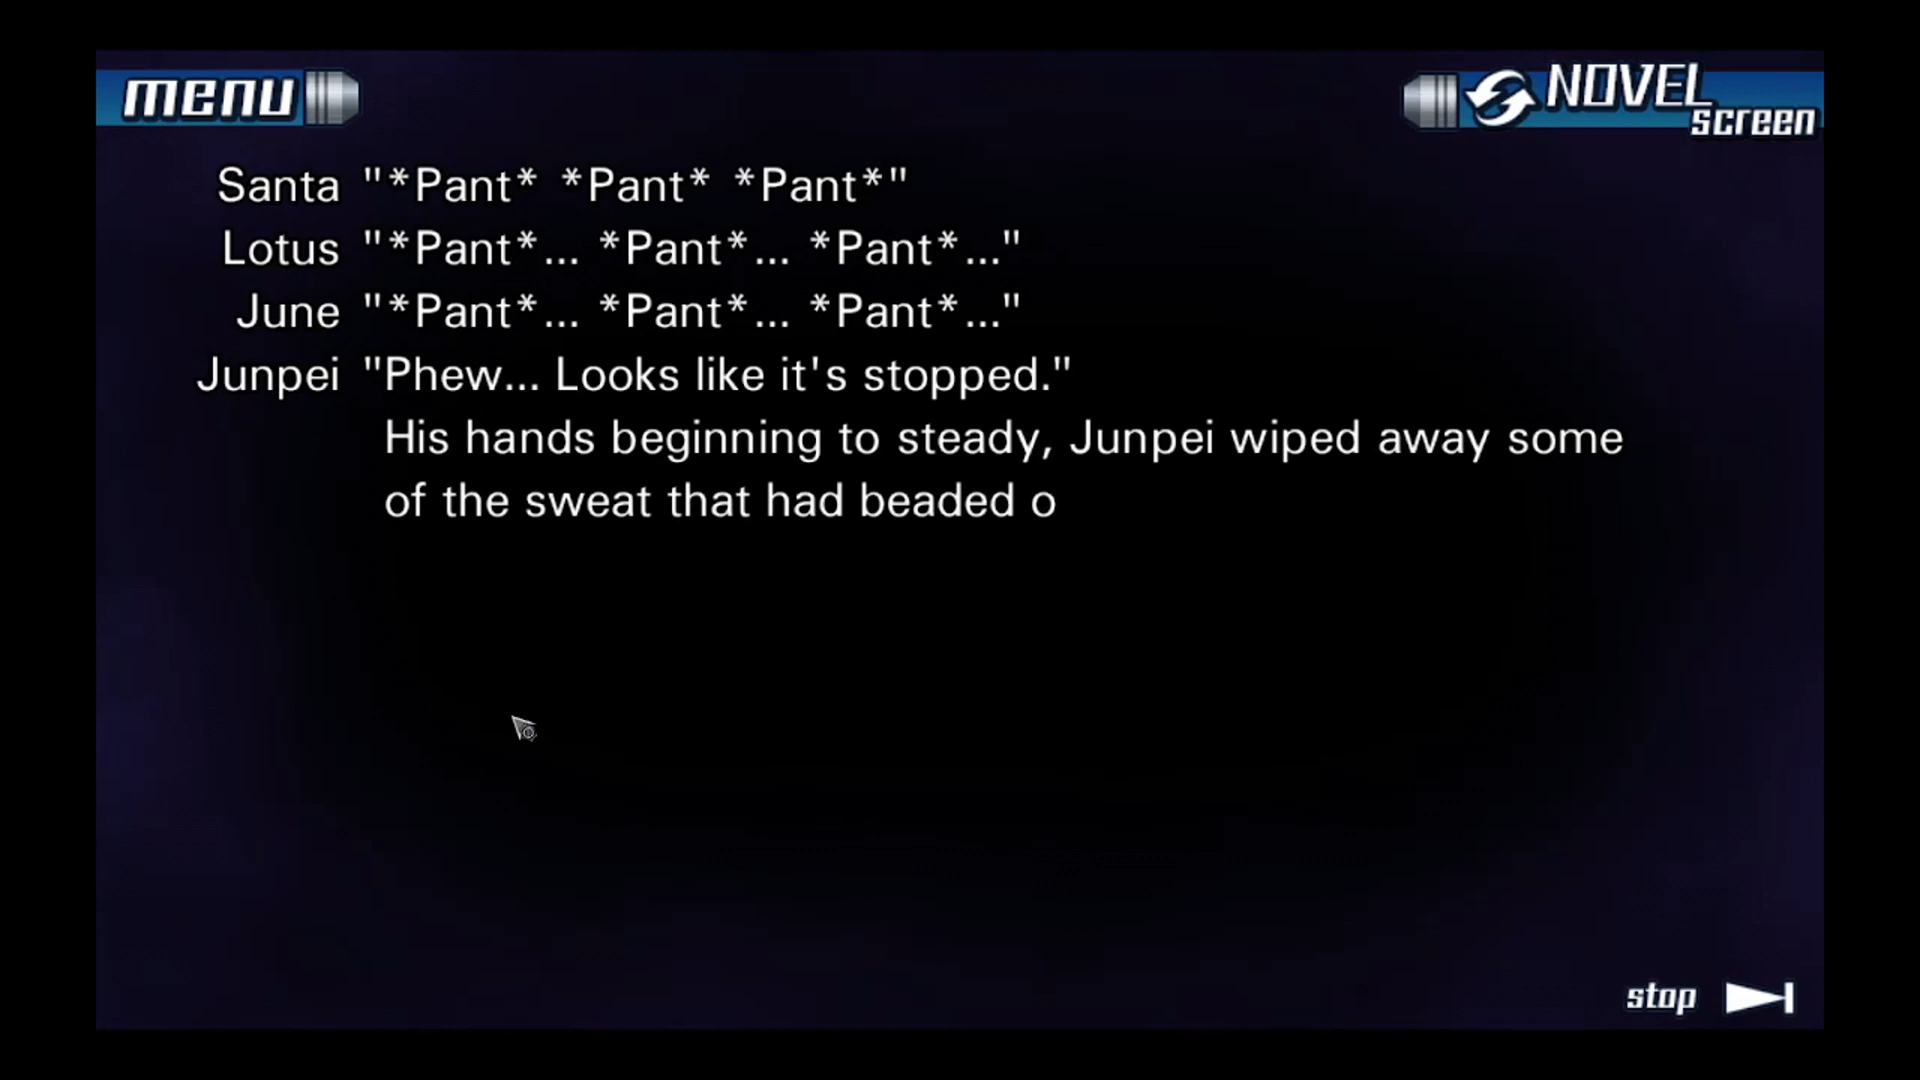 menu
NOVEL
screen
Santa "*Pant* *Pant* *Pant*"
Lotus "*Pant*... *Pant*... *Pant*..."
June "*Pant*... *Pant*... *Pant*..."
Junpei "Phew... Looks like it's stopped."
His hands beginning to steady, Junpei wiped away some
of the sweat that had beaded o
stop